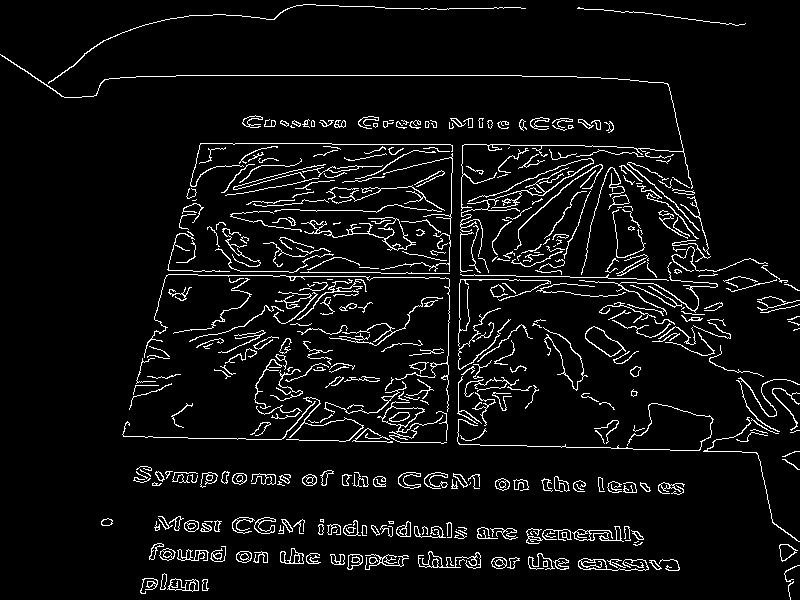 Cassava Green Mite (CGM)
Symptoms of the CGM on the leaves
Most CGM individuals are generally
found on the upper third or the cassava
plant